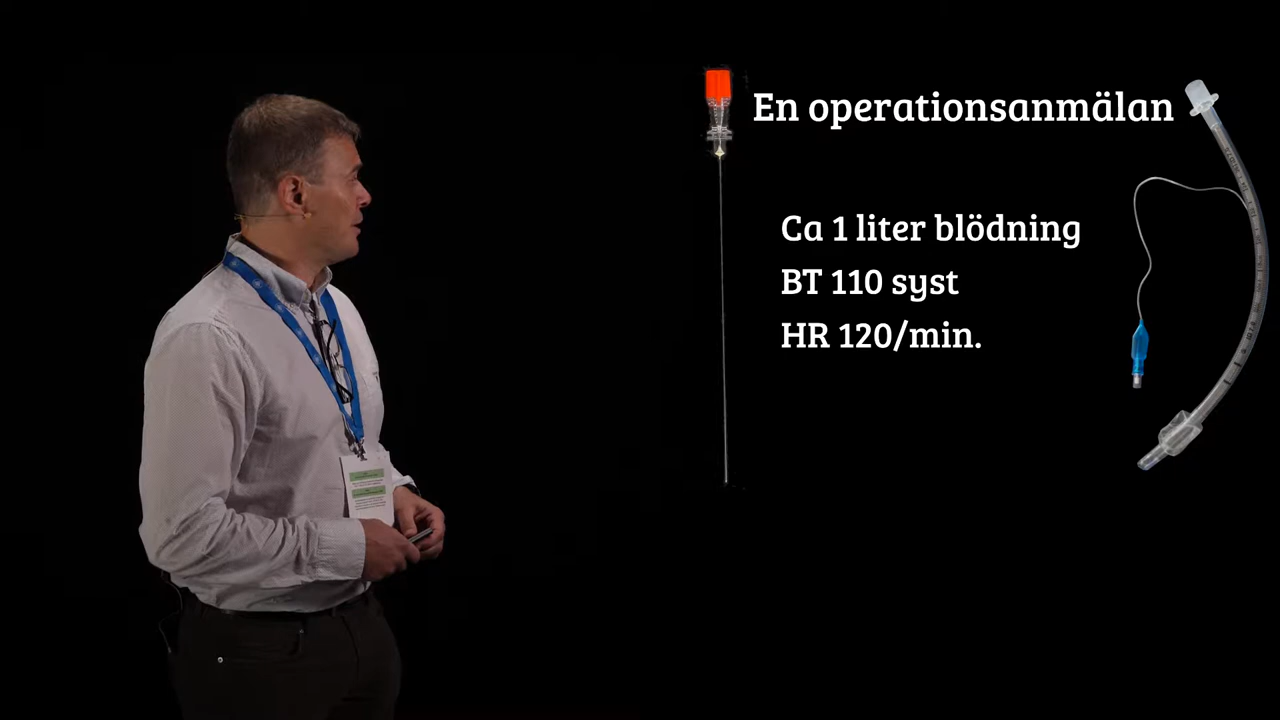 En operationsanmälan
Ca 1 liter blödning
BT 110 syst
HR 120/min.